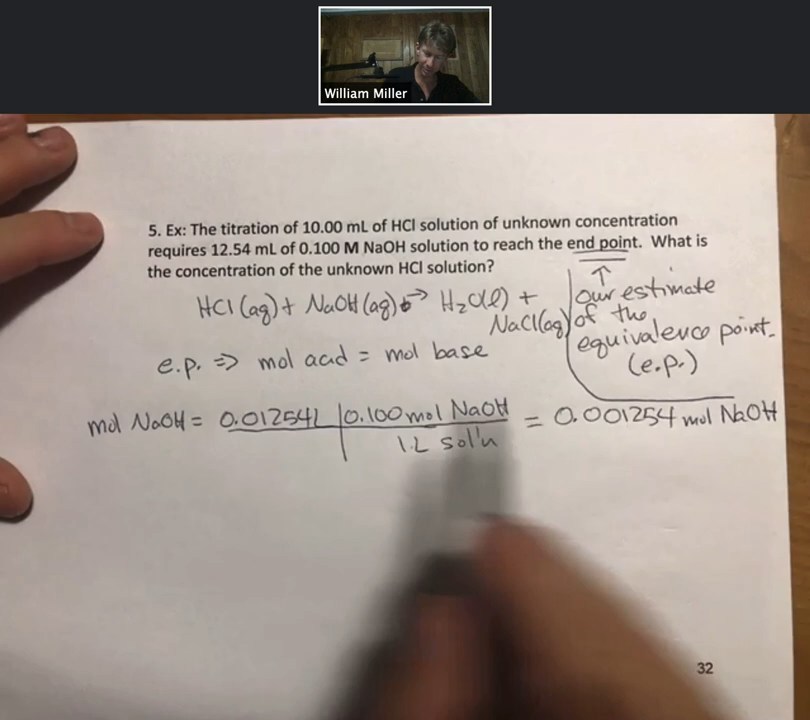 William Miller
5. Ex: The titration of 10.00 mL of HCl solution of unknown concentration
requires 12.54 mL of 0.100 M NaOH solution to reach the end point. What is
the concentration of the unknown HCl solution?
HCl (aq) + NaOH (aq) → H₂O(l) +
NaCl(aq)
↑
our estimate
of the
equivalence point.
(e.p.)
e.p. ⇒ mol acid = mol base
mol NaOH = 0.01254L | 0.100 mol NaOH = 0.001254 mol NaOH
1 L sol'n
32